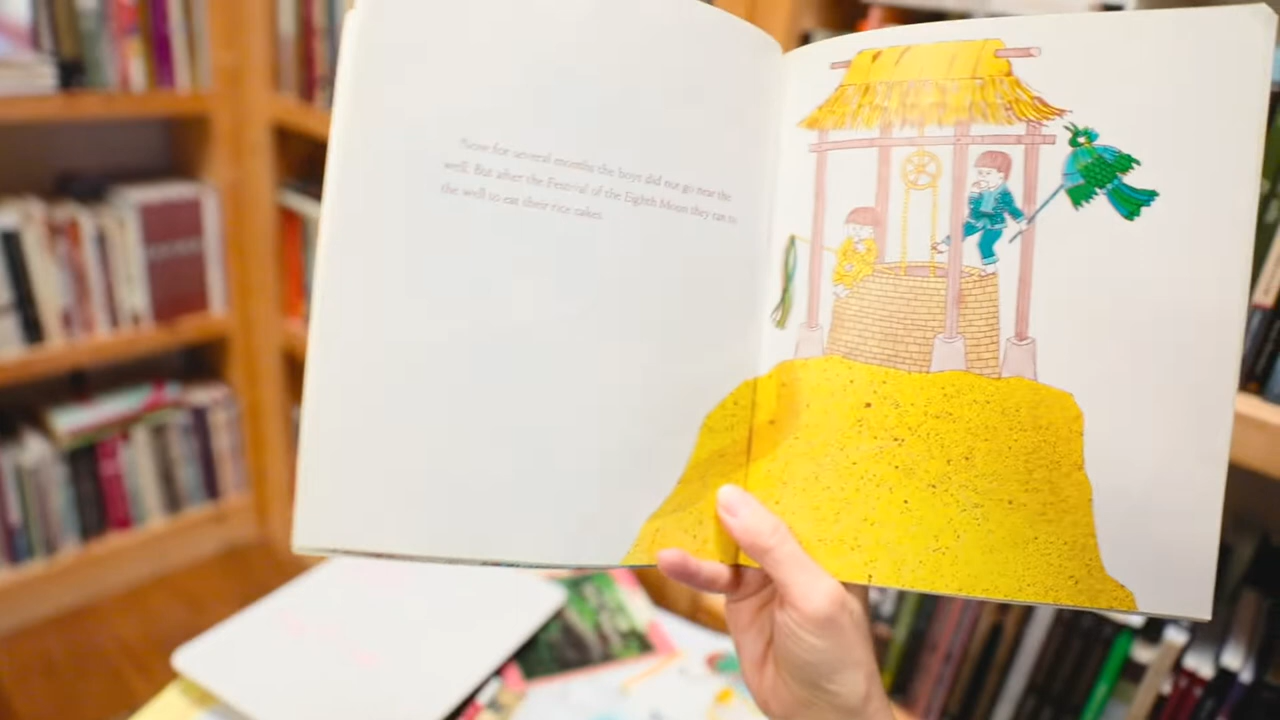 Now for several months the boys did not go near the
well. But after the Festival of the Eighth Moon they ran to
the well to eat their rice cakes.